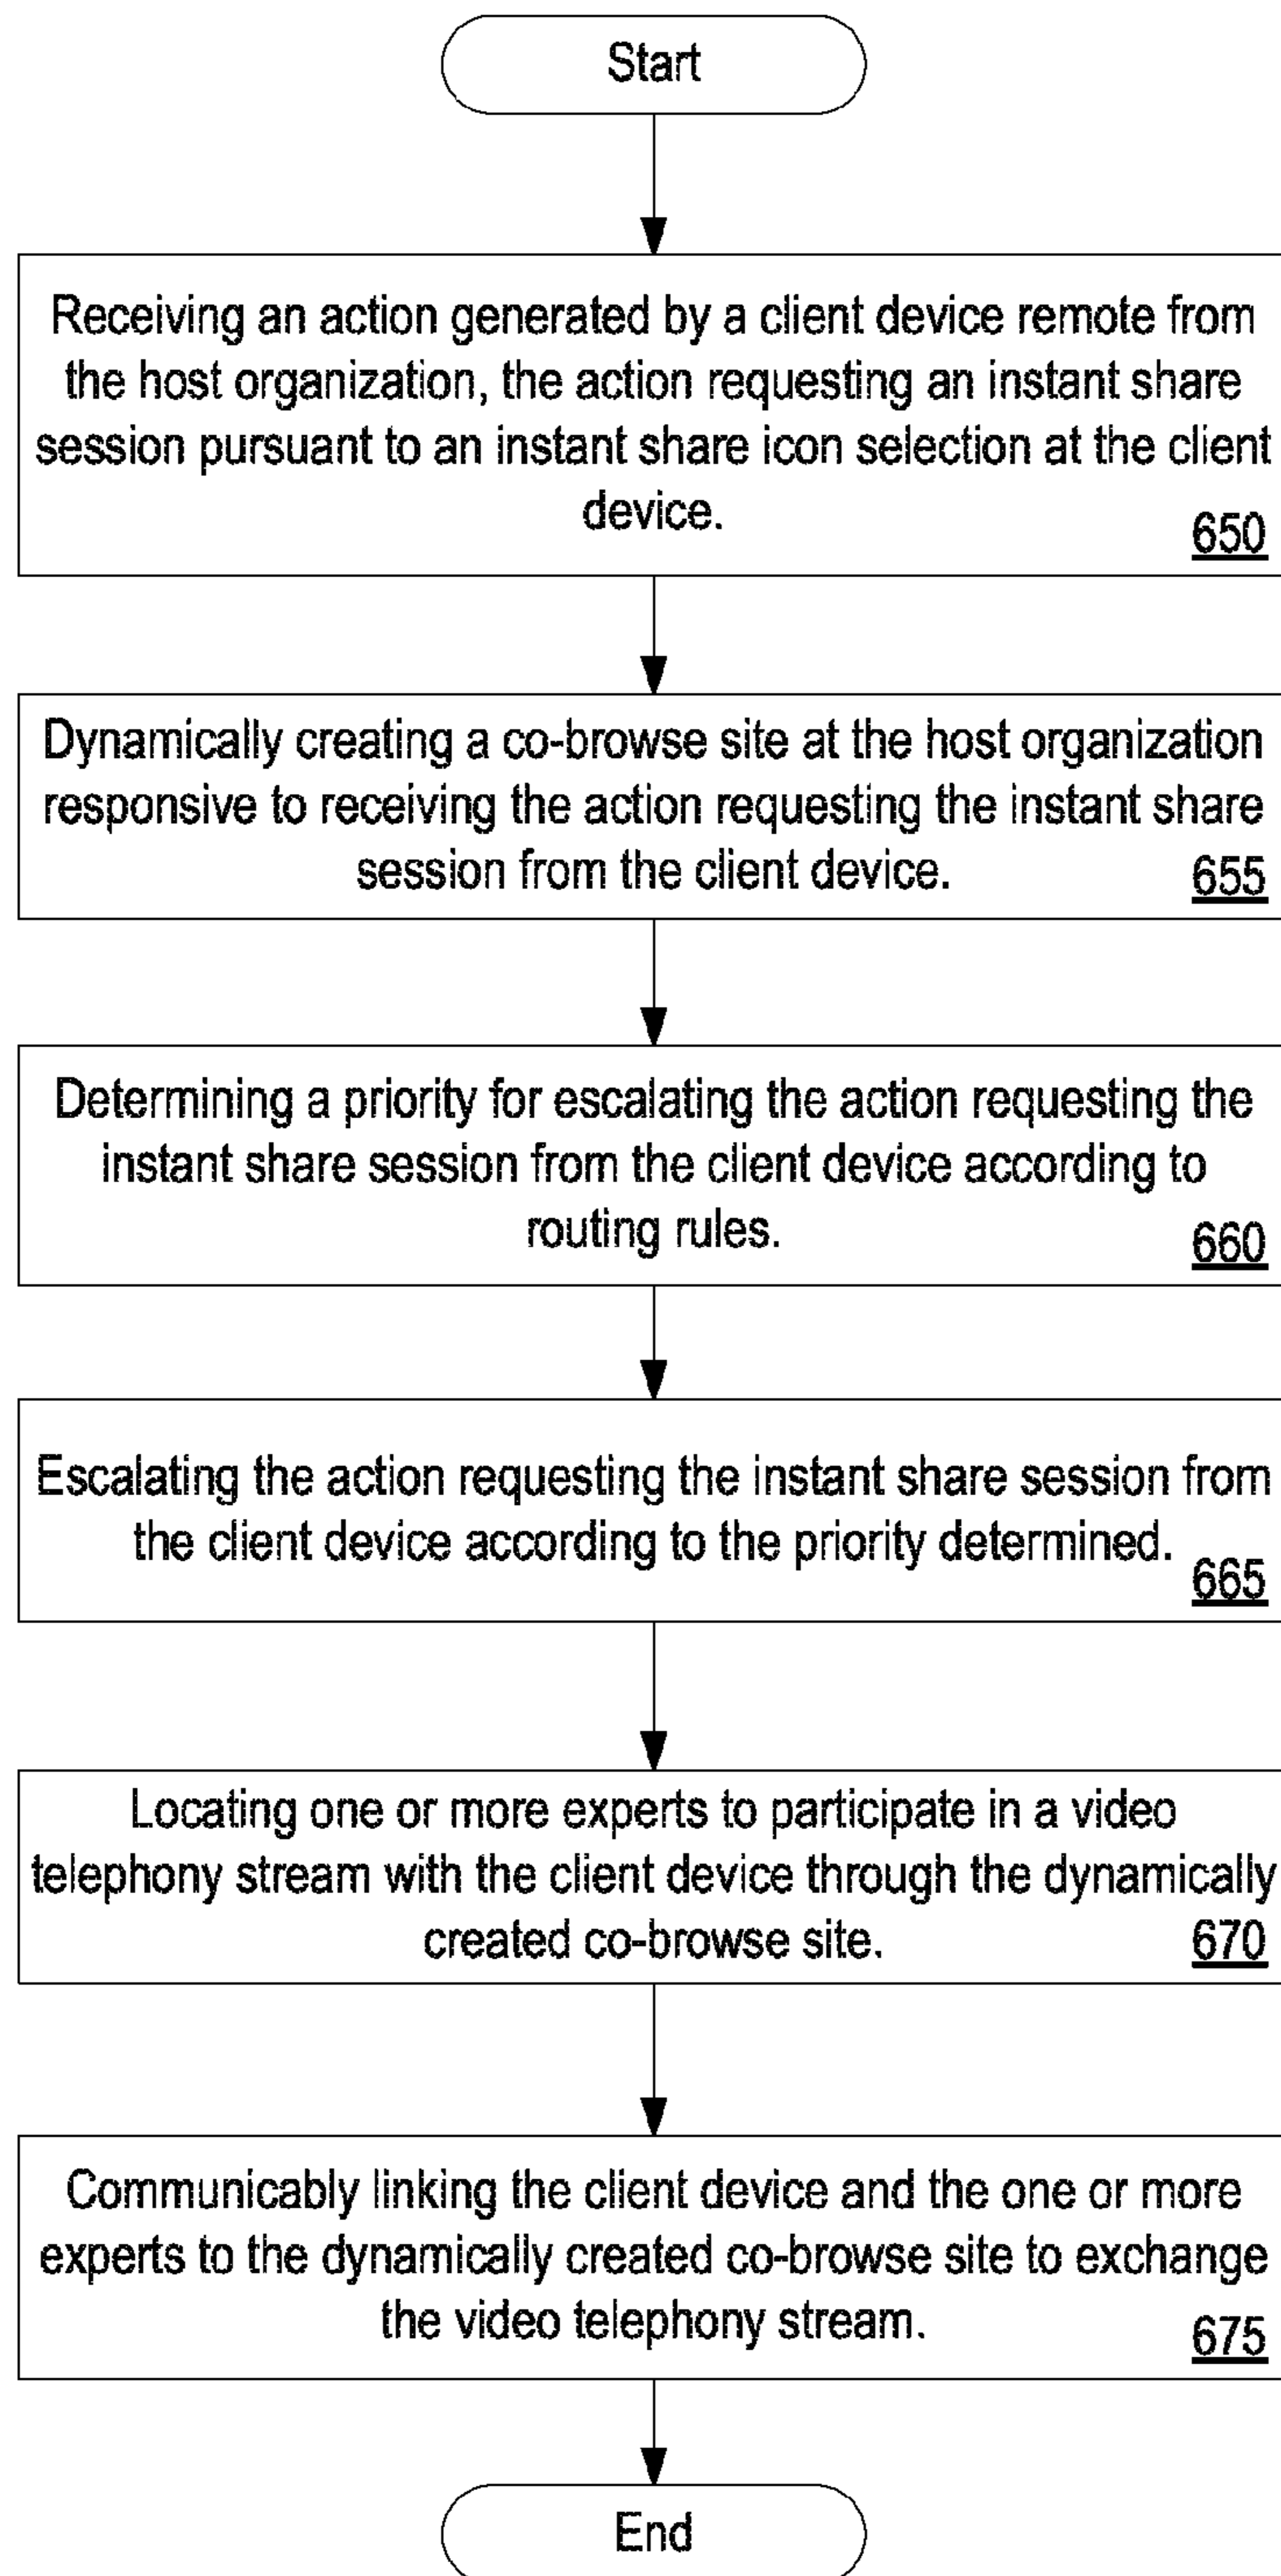 Start
Receiving an action generated by a client device remote from
the host organization, the action requesting an instant share
session pursuant to an instant share icon selection at the client
device.
650
Dynamically creating a co-browse site at the host organization
responsive to receiving the action requesting the instant share
session from the client device.
655
Determining a priority for escalating the action requesting the
instant share session from the client device according to
routing rules.
660
Escalating the action requesting the instant share session from
the client device according to the priority determined.
665
Locating one or more experts to participate in a video
telephony stream with the client device through the dynamically
created co-browse site.
670
Communicably linking the client device and the one or more
experts to the dynamically created co-browse site to exchange
the video telephony stream.
675
End